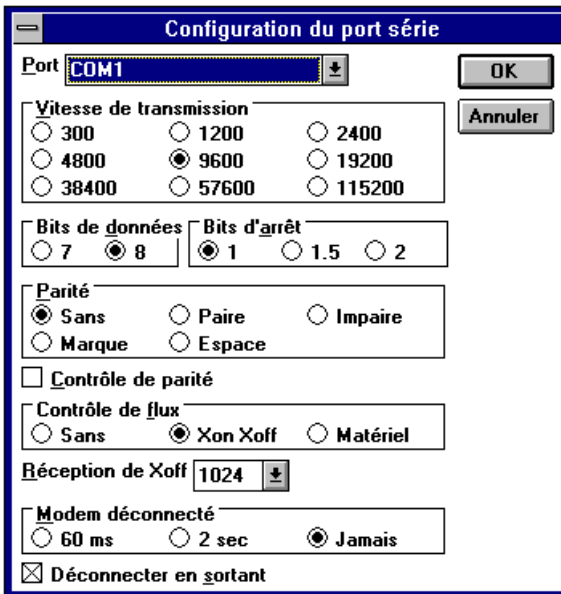 Configuration du port série
Port COM1
OK
Annuler
Vitesse de transmission
300 1200 2400
4800 9600 19200
38400 57600 115200
Bits de données Bits d'arrêt
7 8 1 1.5 2
Parité
Sans Paire Impaire
Marque Espace
Contrôle de parité
Contrôle de flux
Sans Xon Xoff Matériel
Réception de Xoff 1024
Modem déconnecté
60 ms 2 sec Jamais
Déconnecter en sortant